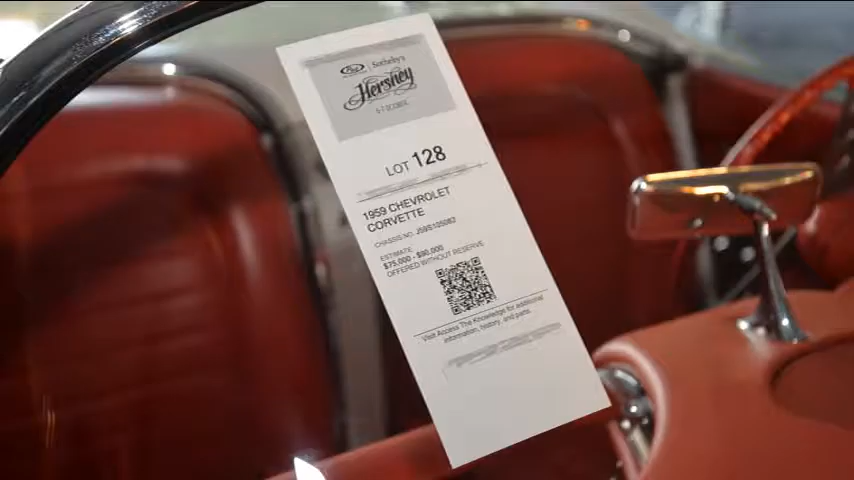 RM | Sotheby's
Hershey
LOT 128
1959 CHEVROLET
CORVETTE
CHASSIS NO. J59S105082
ESTIMATE
$75,000 - $90,000
OFFERED WITHOUT RESERVE
Visit Access The Knowledge for additional
information, history, and parts.